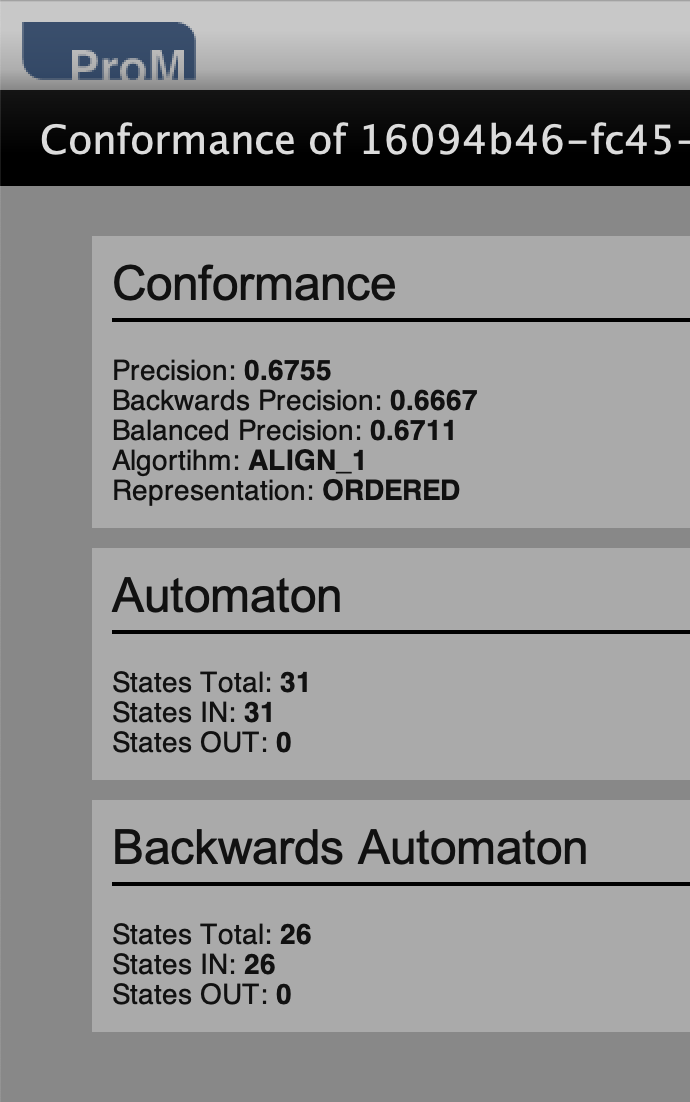 ProM
Conformance of 16094b46-fc45-
Conformance
Precision: 0.6755
Backwards Precision: 0.6667
Balanced Precision: 0.6711
Algortihm: ALIGN_1
Representation: ORDERED
Automaton
States Total: 31
States IN: 31
States OUT: 0
Backwards Automaton
States Total: 26
States IN: 26
States OUT: 0